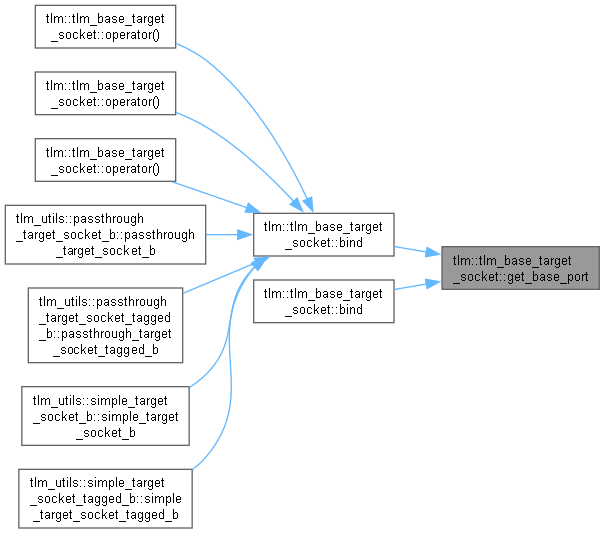 tlm::tlm_base_target
_socket::operator()
tlm::tlm_base_target
_socket::operator()
tlm::tlm_base_target
_socket::operator()
tlm_utils::passthrough
_target_socket_b::passthrough
_target_socket_b
tlm_utils::passthrough
_target_socket_tagged
_b::passthrough_target
_socket_tagged_b
tlm_utils::simple_target
_socket_b::simple_target
_socket_b
tlm_utils::simple_target
_socket_tagged_b::simple
_target_socket_tagged_b
tlm::tlm_base_target
_socket::bind
tlm::tlm_base_target
_socket::bind
tlm::tlm_base_target
_socket::get_base_port